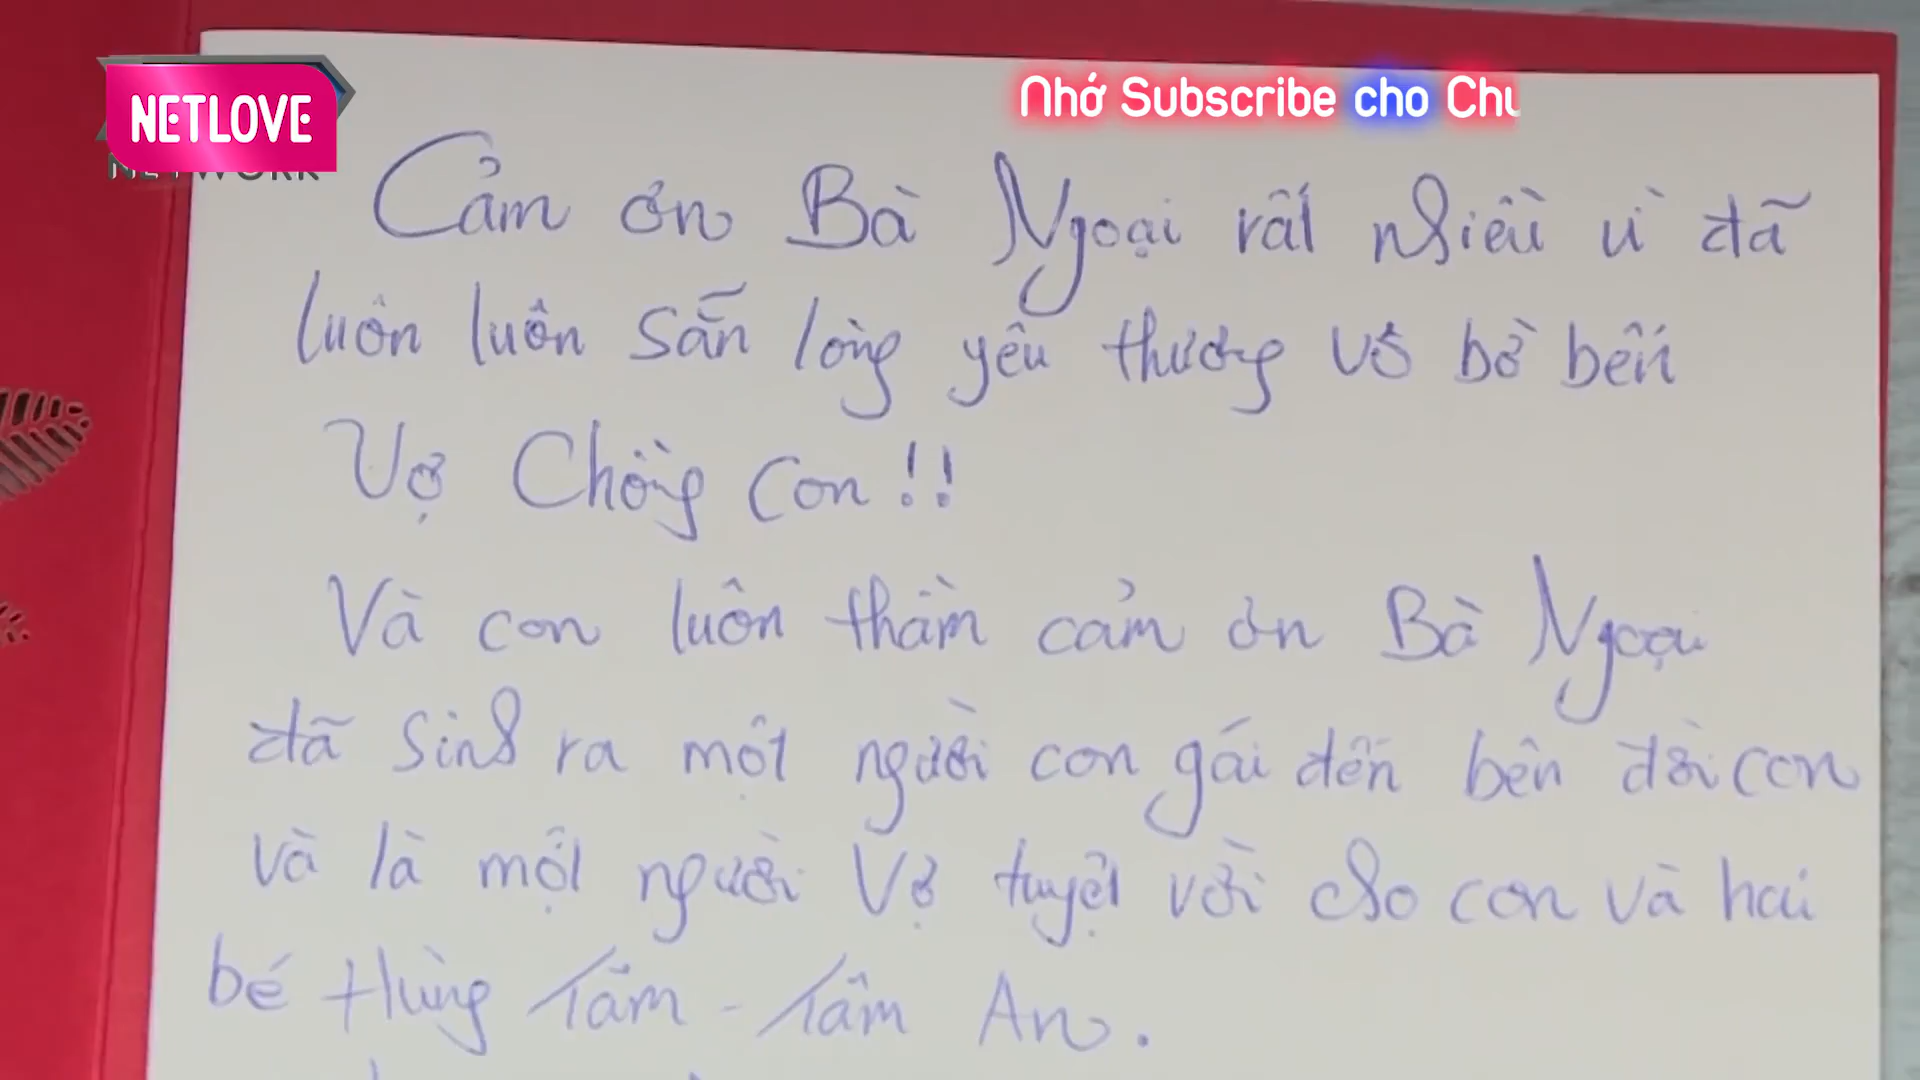 NETLOVE
NETWORK
Nhớ Subscribe cho Chu
Cảm ơn Bà Ngoại rất nhiều vì đã
luôn luôn sẵn lòng yêu thương vô bờ bến
Vợ Chồng Con!!
Và con luôn thầm cảm ơn Bà Ngoại
đã Sinh ra một người con gái đến bên đời con
và là một người Vợ tuyệt vời cho con và hai
bé Hùng Tâm - Tâm An.